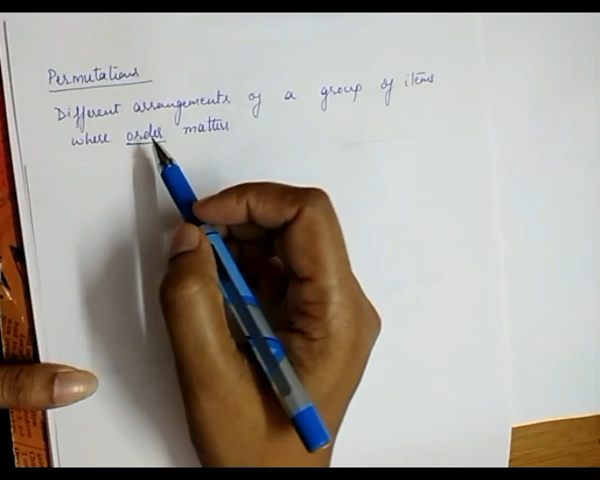 Permutations
Different arrangements of a group of items
where order matters